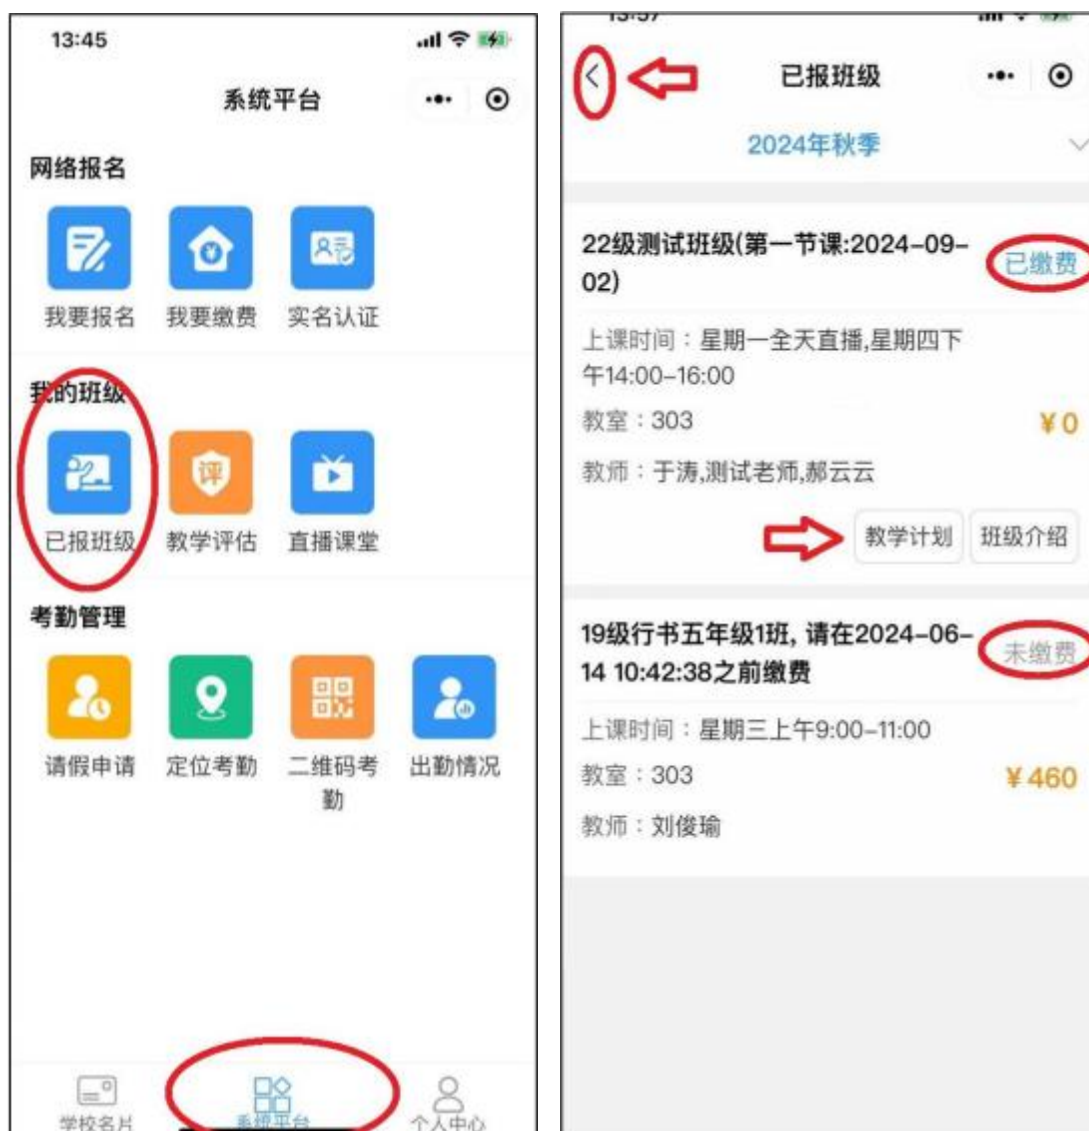 13:45
系统平台
网络报名
我要报名 我要缴费 实名认证
我的班级
评
已报班级 教学评估 直播课堂
考勤管理
请假申请 定位考勤 二维码考 出勤情况
勤
学校名片 系统平台 个人中心
13:57
已报班级
2024年秋季
22级测试班级(第一节课:2024-09-
02)
已缴费
上课时间：星期一全天直播,星期四下
午14:00-16:00
教室：303
¥0
教师：于涛,测试老师,郝云云
教学计划 班级介绍
19级行书五年级1班, 请在2024-06-
14 10:42:38之前缴费
未缴费
上课时间：星期三上午9:00-11:00
教室：303
¥460
教师：刘俊瑜